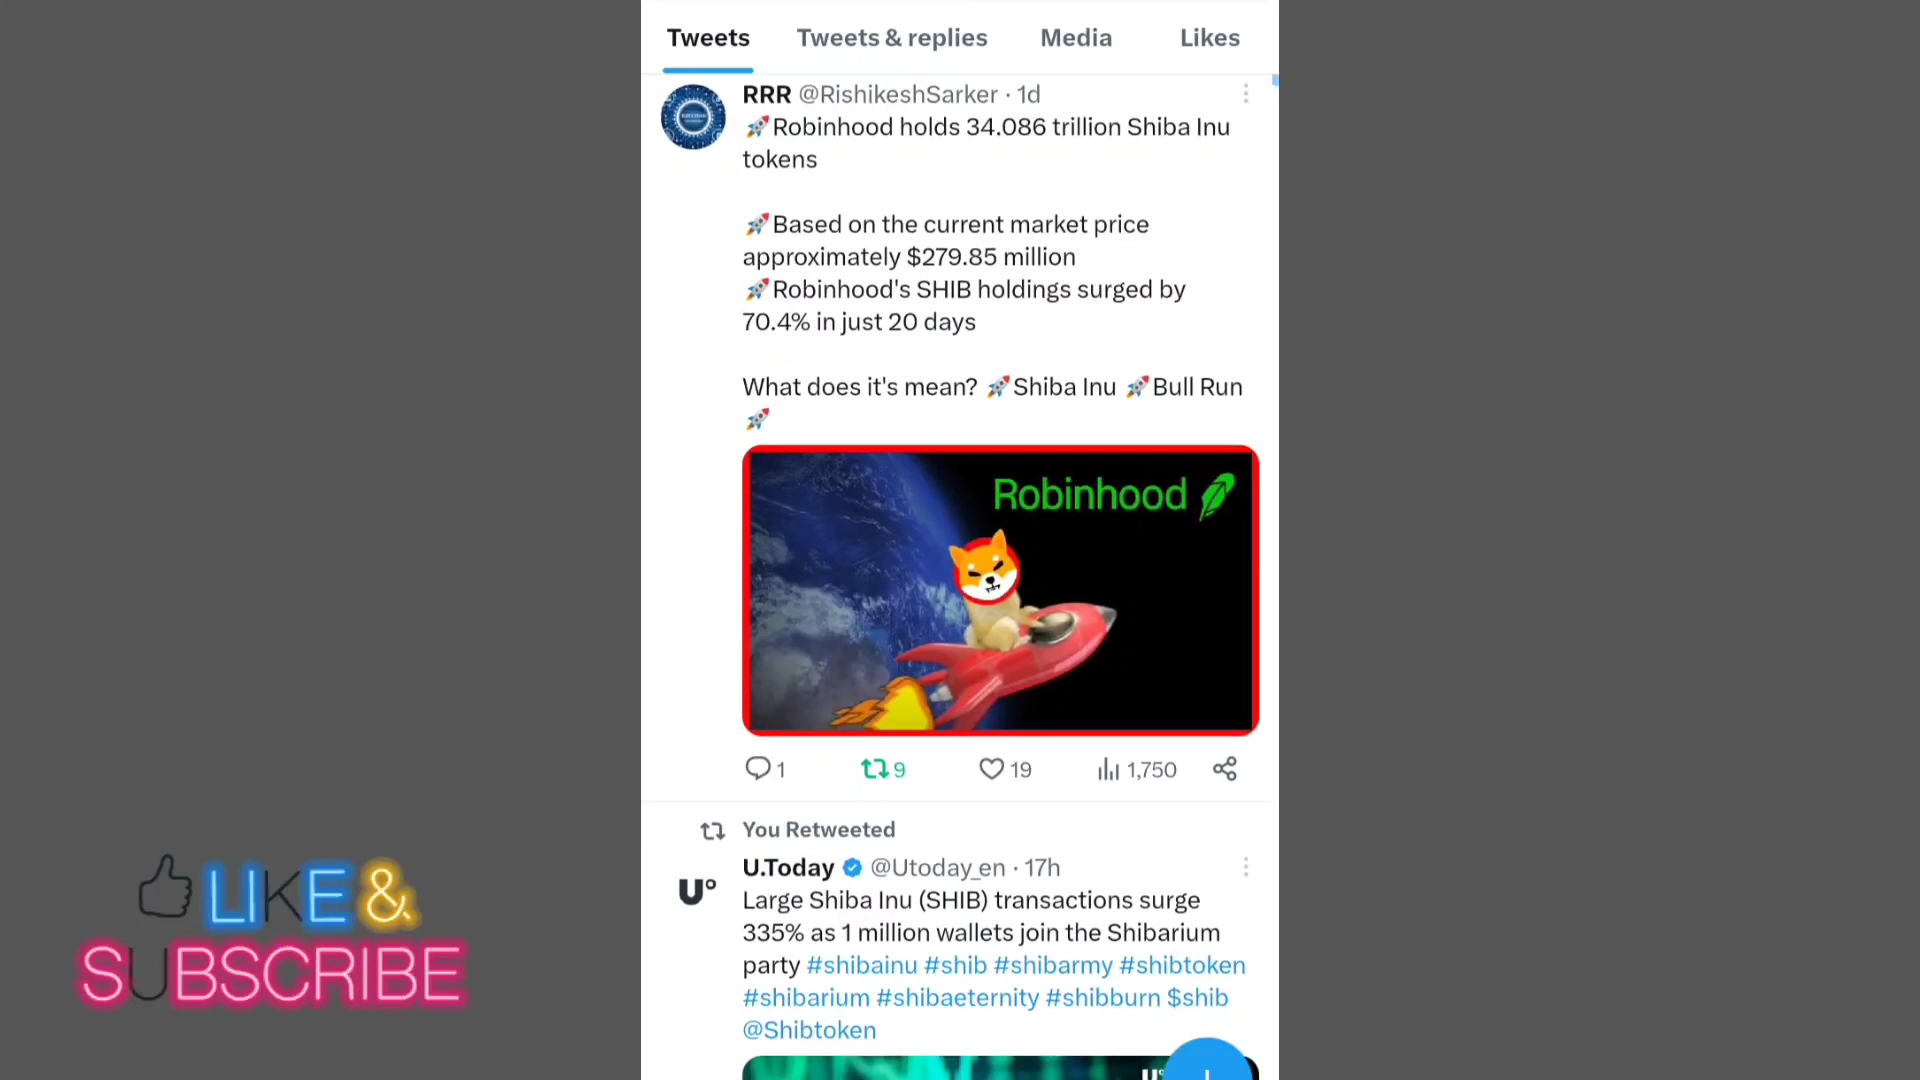 Tweets Tweets & replies Media Likes
RRR @RishikeshSarker · 1d
🚀Robinhood holds 34.086 trillion Shiba Inu
tokens
🚀Based on the current market price
approximately $279.85 million
🚀Robinhood's SHIB holdings surged by
70.4% in just 20 days
What does it's mean? 🚀Shiba Inu 🚀Bull Run
🚀
Robinhood
1 9 19 1,750
You Retweeted
U.Today @Utoday_en · 17h
Large Shiba Inu (SHIB) transactions surge
335% as 1 million wallets join the Shibarium
party #shibainu #shib #shibarmy #shibtoken
#shibarium #shibaeternity #shibburn $shib
@Shibtoken
LIKE &
SUBSCRIBE